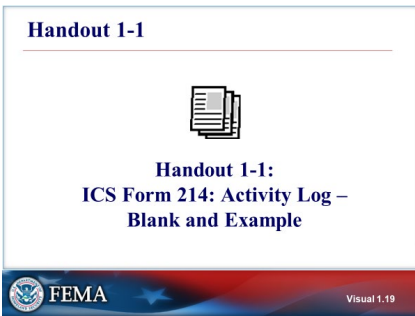 Handout 1-1
Handout 1-1:
ICS Form 214: Activity Log –
Blank and Example
FEMA
Visual 1.19